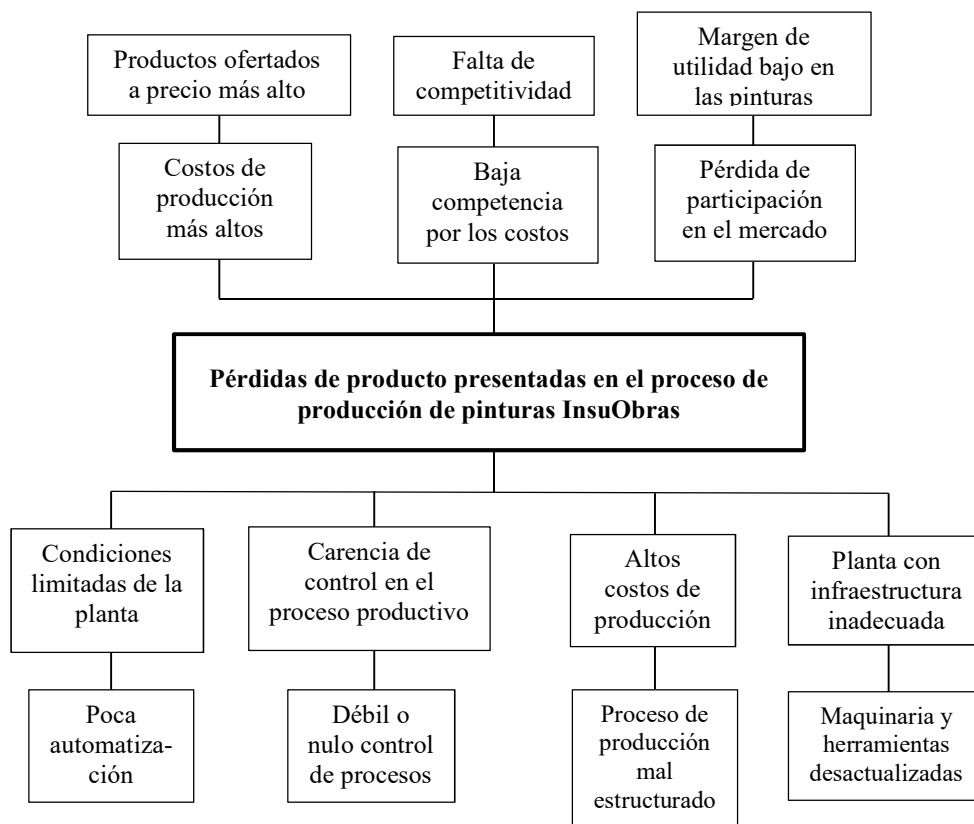 Productos ofertados
a precio más alto
Falta de
competitividad
Margen de
utilidad bajo en
las pinturas
Costos de
producción
más altos
Baja
competencia
por los costos
Pérdida de
participación
en el mercado
Pérdidas de producto presentadas en el proceso de
producción de pinturas InsuObras
Condiciones
limitadas de la
planta
Carencia de
control en el
proceso productivo
Altos
costos de
producción
Planta con
infraestructura
inadecuada
Poca
automatiza-
ción
Débil o
nulo control
de procesos
Proceso de
producción
mal
estructurado
Maquinaria y
herramientas
desactualizadas